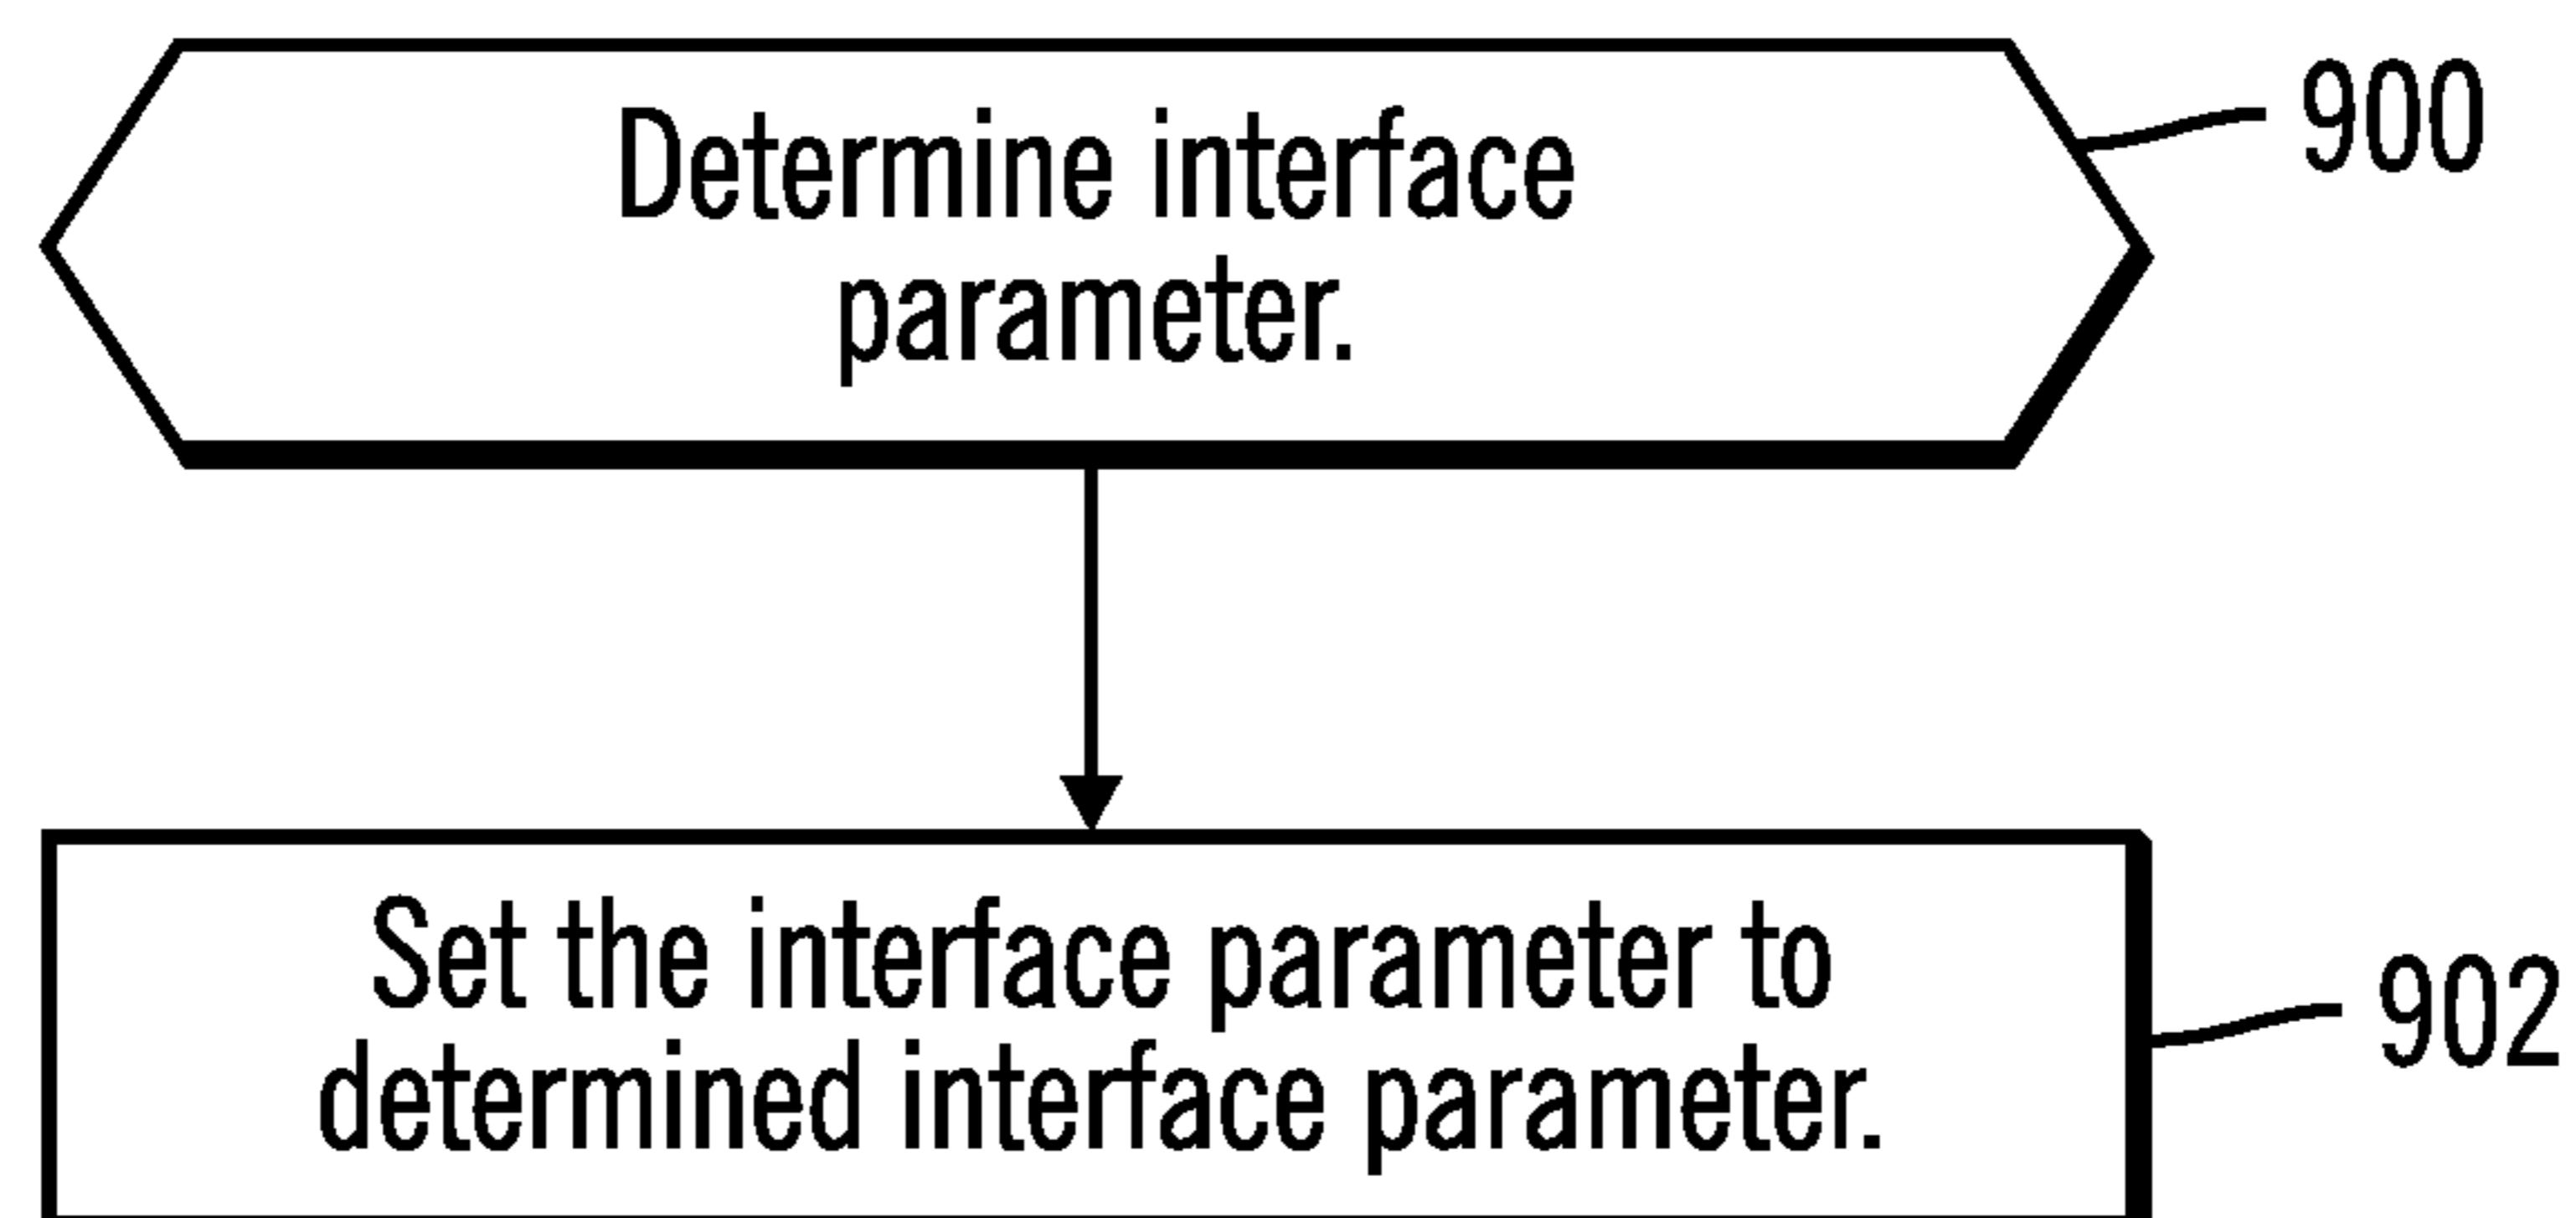 Determine interface
parameter.
900
Set the interface parameter to
determined interface parameter.
902